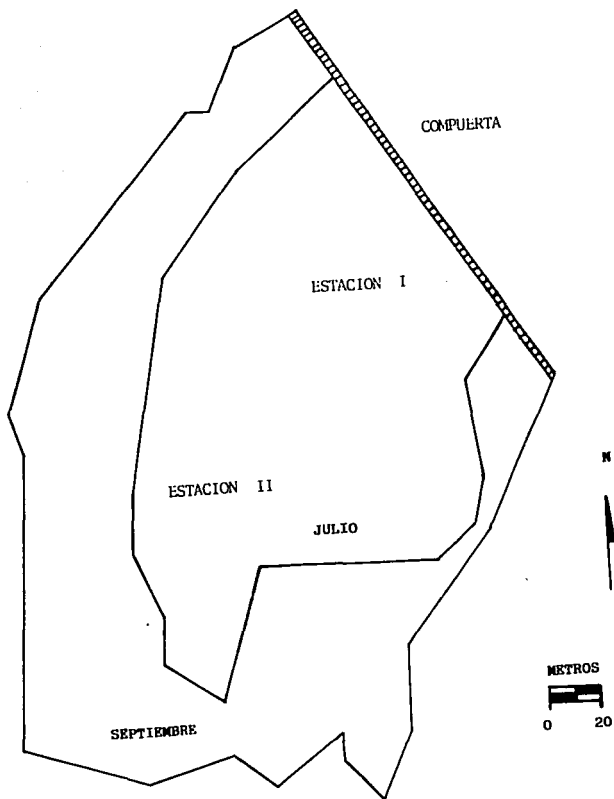 COMPUERTA
ESTACION I
N
ESTACION II
JULIO
METROS
0 20
SEPTIEMBRE